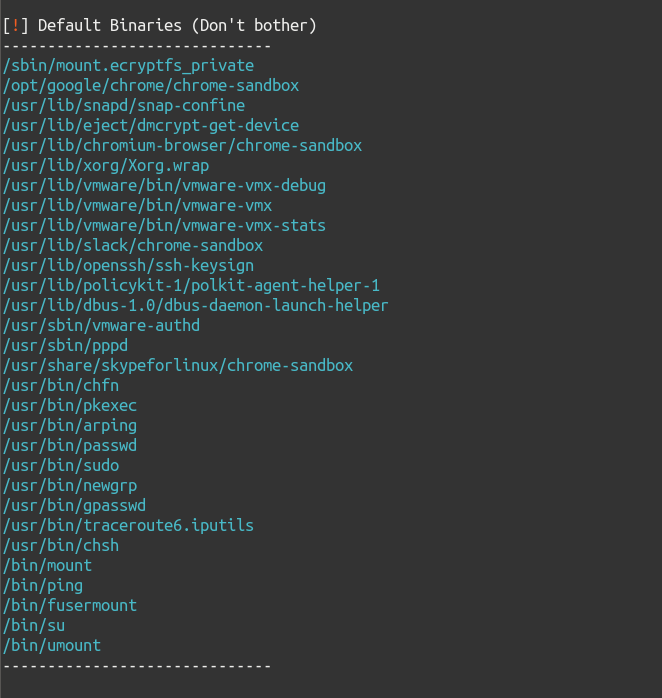 [!] Default Binaries (Don't bother)
------------------------------
/sbin/mount.ecryptfs_private
/opt/google/chrome/chrome-sandbox
/usr/lib/snapd/snap-confine
/usr/lib/eject/dmcrypt-get-device
/usr/lib/chromium-browser/chrome-sandbox
/usr/lib/xorg/Xorg.wrap
/usr/lib/vmware/bin/vmware-vmx-debug
/usr/lib/vmware/bin/vmware-vmx
/usr/lib/vmware/bin/vmware-vmx-stats
/usr/lib/slack/chrome-sandbox
/usr/lib/openssh/ssh-keysign
/usr/lib/policykit-1/polkit-agent-helper-1
/usr/lib/dbus-1.0/dbus-daemon-launch-helper
/usr/sbin/vmware-authd
/usr/sbin/pppd
/usr/share/skypeforlinux/chrome-sandbox
/usr/bin/chfn
/usr/bin/pkexec
/usr/bin/arping
/usr/bin/passwd
/usr/bin/sudo
/usr/bin/newgrp
/usr/bin/gpasswd
/usr/bin/traceroute6.iputils
/usr/bin/chsh
/bin/mount
/bin/ping
/bin/fusermount
/bin/su
/bin/umount
------------------------------